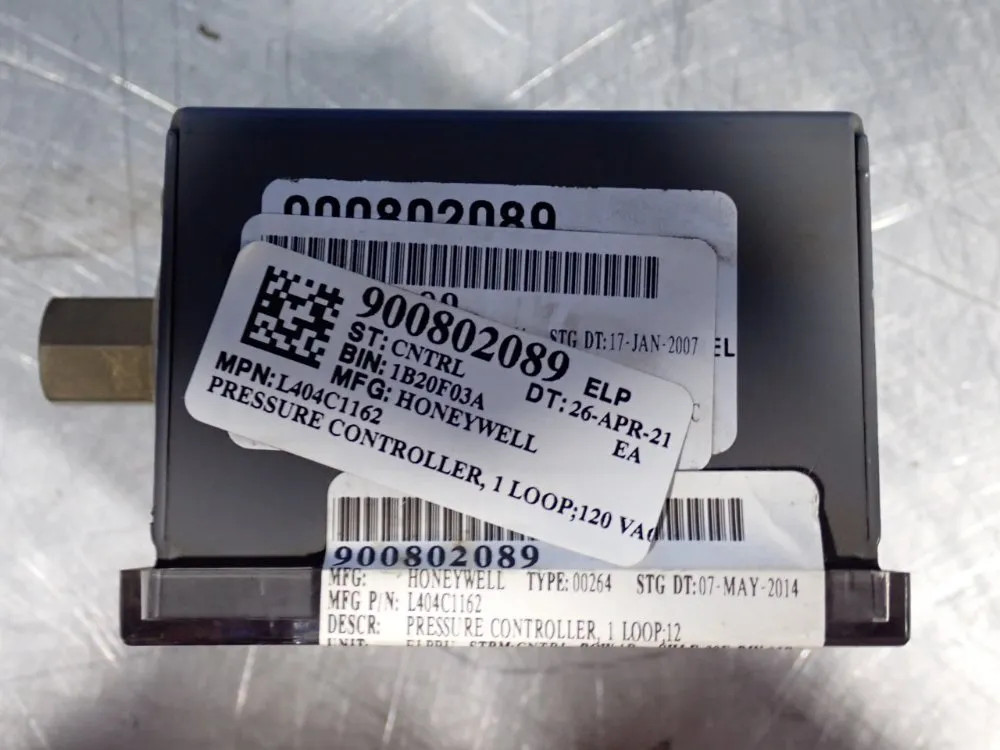 900802089
STG DT:17-JAN-2007 EL
900802089 ELP
ST: CNTRL DT: 26-APR-21
BIN: 1B20F03A EA
MFG: HONEYWELL
MPN: L404C1162
PRESSURE CONTROLLER, 1 LOOP;120
900802089
MFG: HONEYWELL TYPE: 00264 STG DT:07-MAY-2014
MFG P/N: L404C1162
DESCR: PRESSURE CONTROLLER, 1 LOOP;12